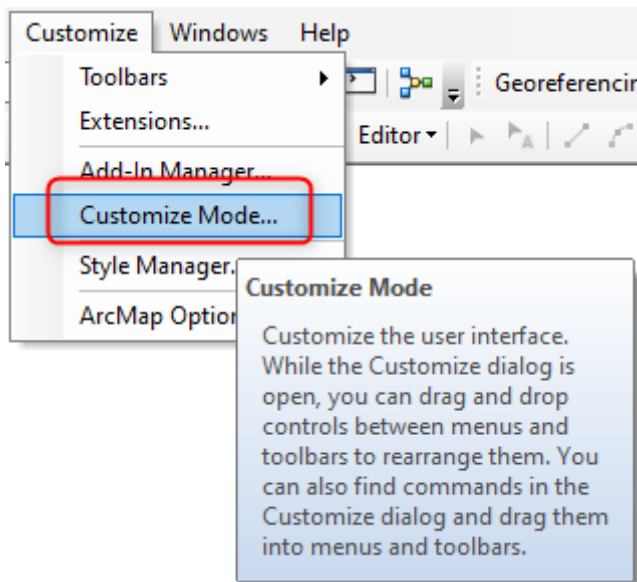 Customize Windows Help
Toolbars
Georeferencin
Extensions...
Editor
Add-In Manager...
Customize Mode...
Style Manager.
Customize Mode
ArcMap Option
Customize the user interface.
While the Customize dialog is
open, you can drag and drop
controls between menus and
toolbars to rearrange them. You
can also find commands in the
Customize dialog and drag them
into menus and toolbars.